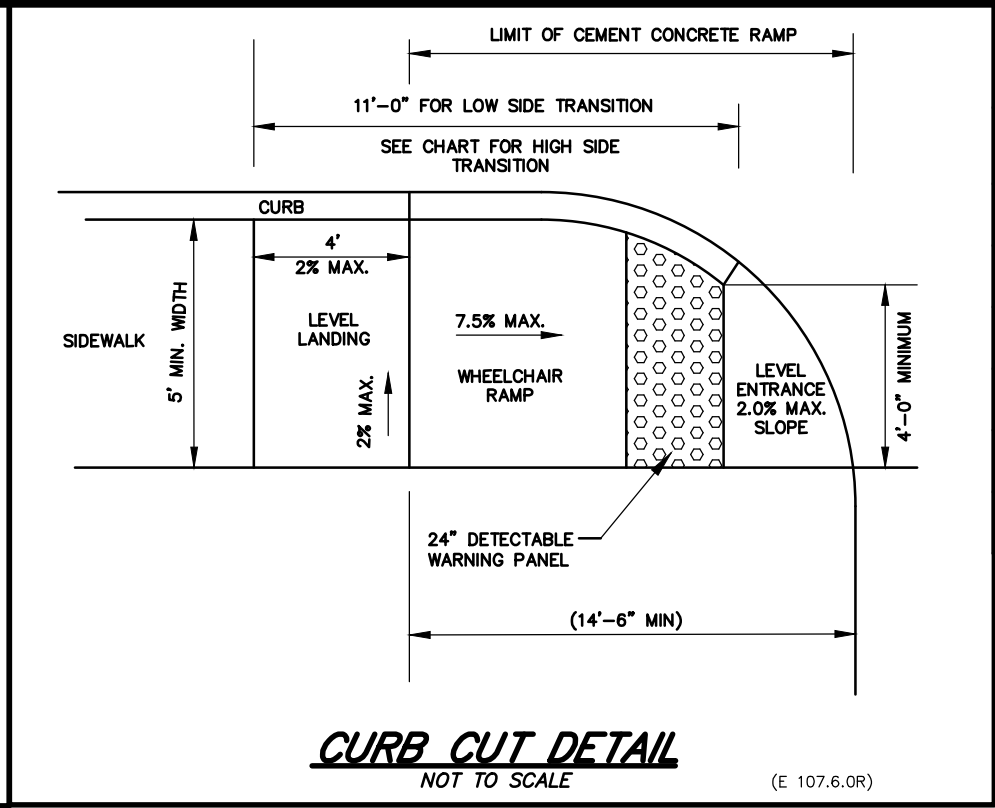 LIMIT OF CEMENT CONCRETE RAMP
11'-0" FOR LOW SIDE TRANSITION
SEE CHART FOR HIGH SIDE
TRANSITION
CURB
4'
2% MAX.
SIDEWALK
5' MIN. WIDTH
LEVEL
LANDING
2% MAX.
7.5% MAX.
WHEELCHAIR
RAMP
LEVEL
ENTRANCE
2.0% MAX.
SLOPE
4'-0" MINIMUM
24" DETECTABLE
WARNING PANEL
(14'-6" MIN)
CURB CUT DETAIL
NOT TO SCALE
(E 107.6.0R)